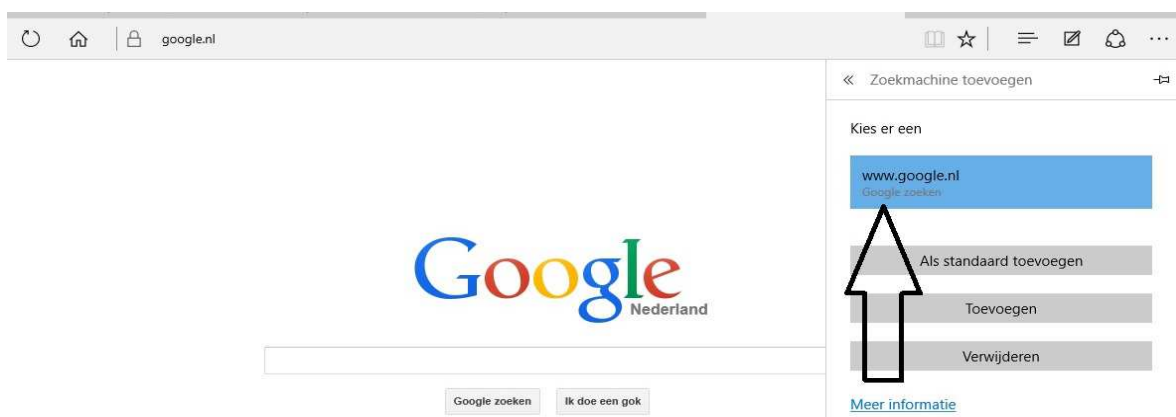 google.nl
Zoekmachine toevoegen
Kies er een
www.google.nl
Google zoeken
Als standaard toevoegen
Toevoegen
Verwijderen
Meer informatie
Google
Nederland
Google zoeken
Ik doe een gok